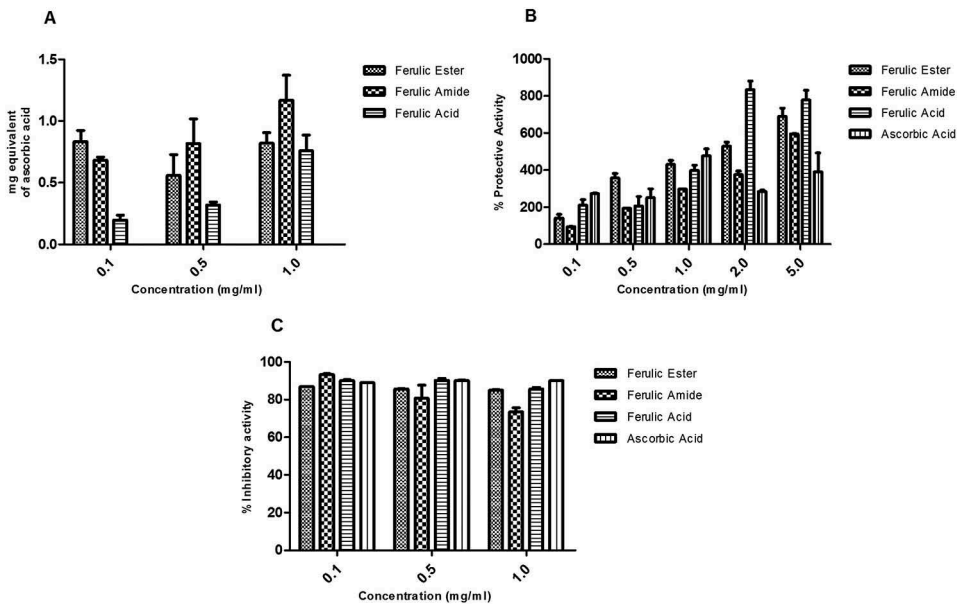 A
mg equivalent
of ascorbic acid
1.5
1.0
0.5
0.0
0.1
0.5
1.0
Concentration (mg/ml)
Ferulic Ester
Ferulic Amide
Ferulic Acid
B
% Protective Activity
1000
800
600
400
200
0
0.1
0.5
1.0
2.0
5.0
Concentration (mg/ml)
Ferulic Ester
Ferulic Amide
Ferulic Acid
Ascorbic Acid
C
% Inhibitory activity
100
80
60
40
20
0
0.1
0.5
1.0
Concentration (mg/ml)
Ferulic Ester
Ferulic Amide
Ferulic Acid
Ascorbic Acid